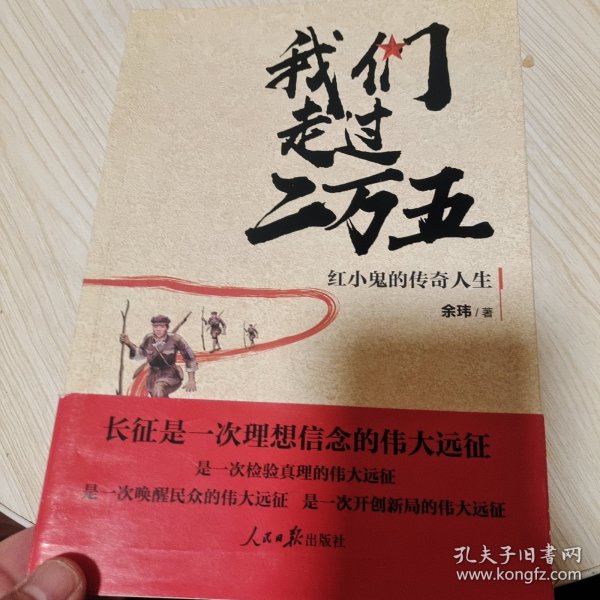 我们
走过
二万五
红小鬼的传奇人生
余玮/著
长征是一次理想信念的伟大远征
是一次检验真理的伟大远征
是一次唤醒民众的伟大远征 是一次开创新局的伟大远征
人民日报出版社
孔夫子旧书网
www.kongfz.com